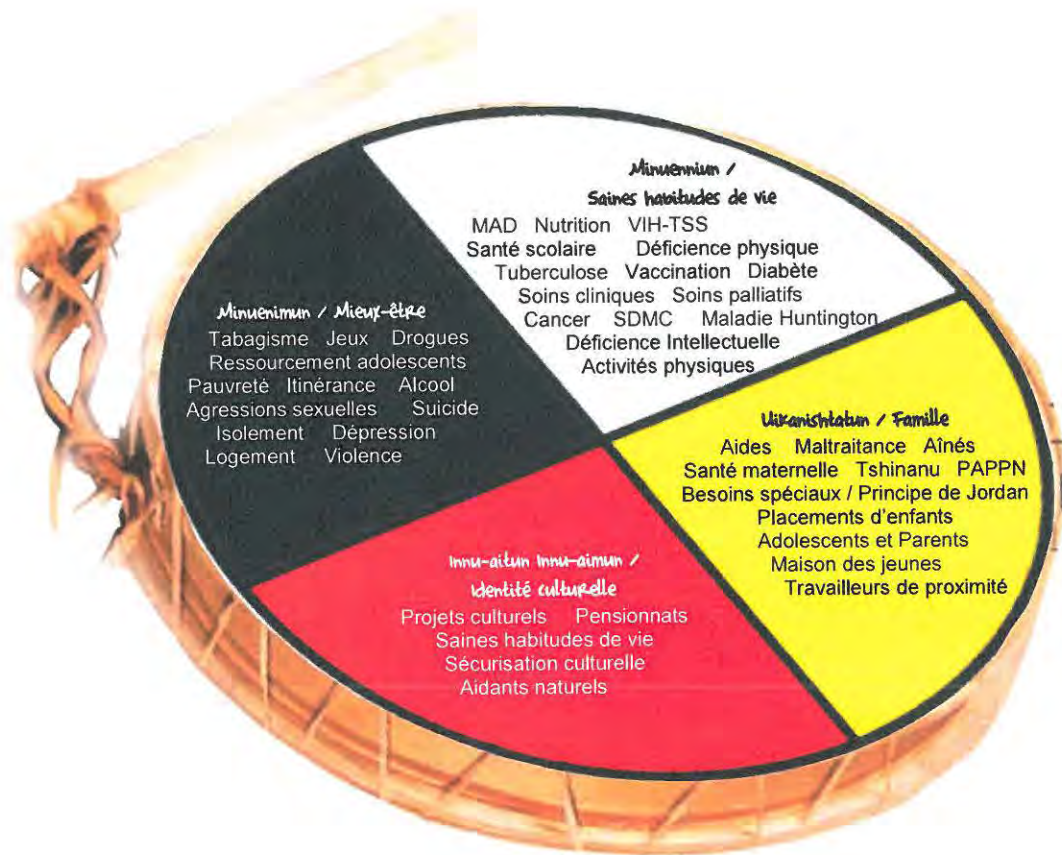 Minuenniun /
Saines habitudes de vie
MAD Nutrition VIH-TSS
Santé scolaire Déficience physique
Tuberculose Vaccination Diabète
Soins cliniques Soins palliatifs
Cancer SDMC Maladie Huntington
Déficience Intellectuelle
Activités physiques
Minuenimun / Mieux-être
Tabagisme Jeux Drogues
Ressourcement adolescents
Pauvreté Itinérance Alcool
Agressions sexuelles Suicide
Isolement Dépression
Logement Violence
Uikanishtatun / Famille
Aides Maltraitance Aînés
Santé maternelle Tshinanu PAPPN
Besoins spéciaux / Principe de Jordan
Placements d'enfants
Adolescents et Parents
Maison des jeunes
Travailleurs de proximité
Innu-aitun Innu-aimun /
Identité culturelle
Projets culturels Pensionnats
Saines habitudes de vie
Sécurisation culturelle
Aidants naturels